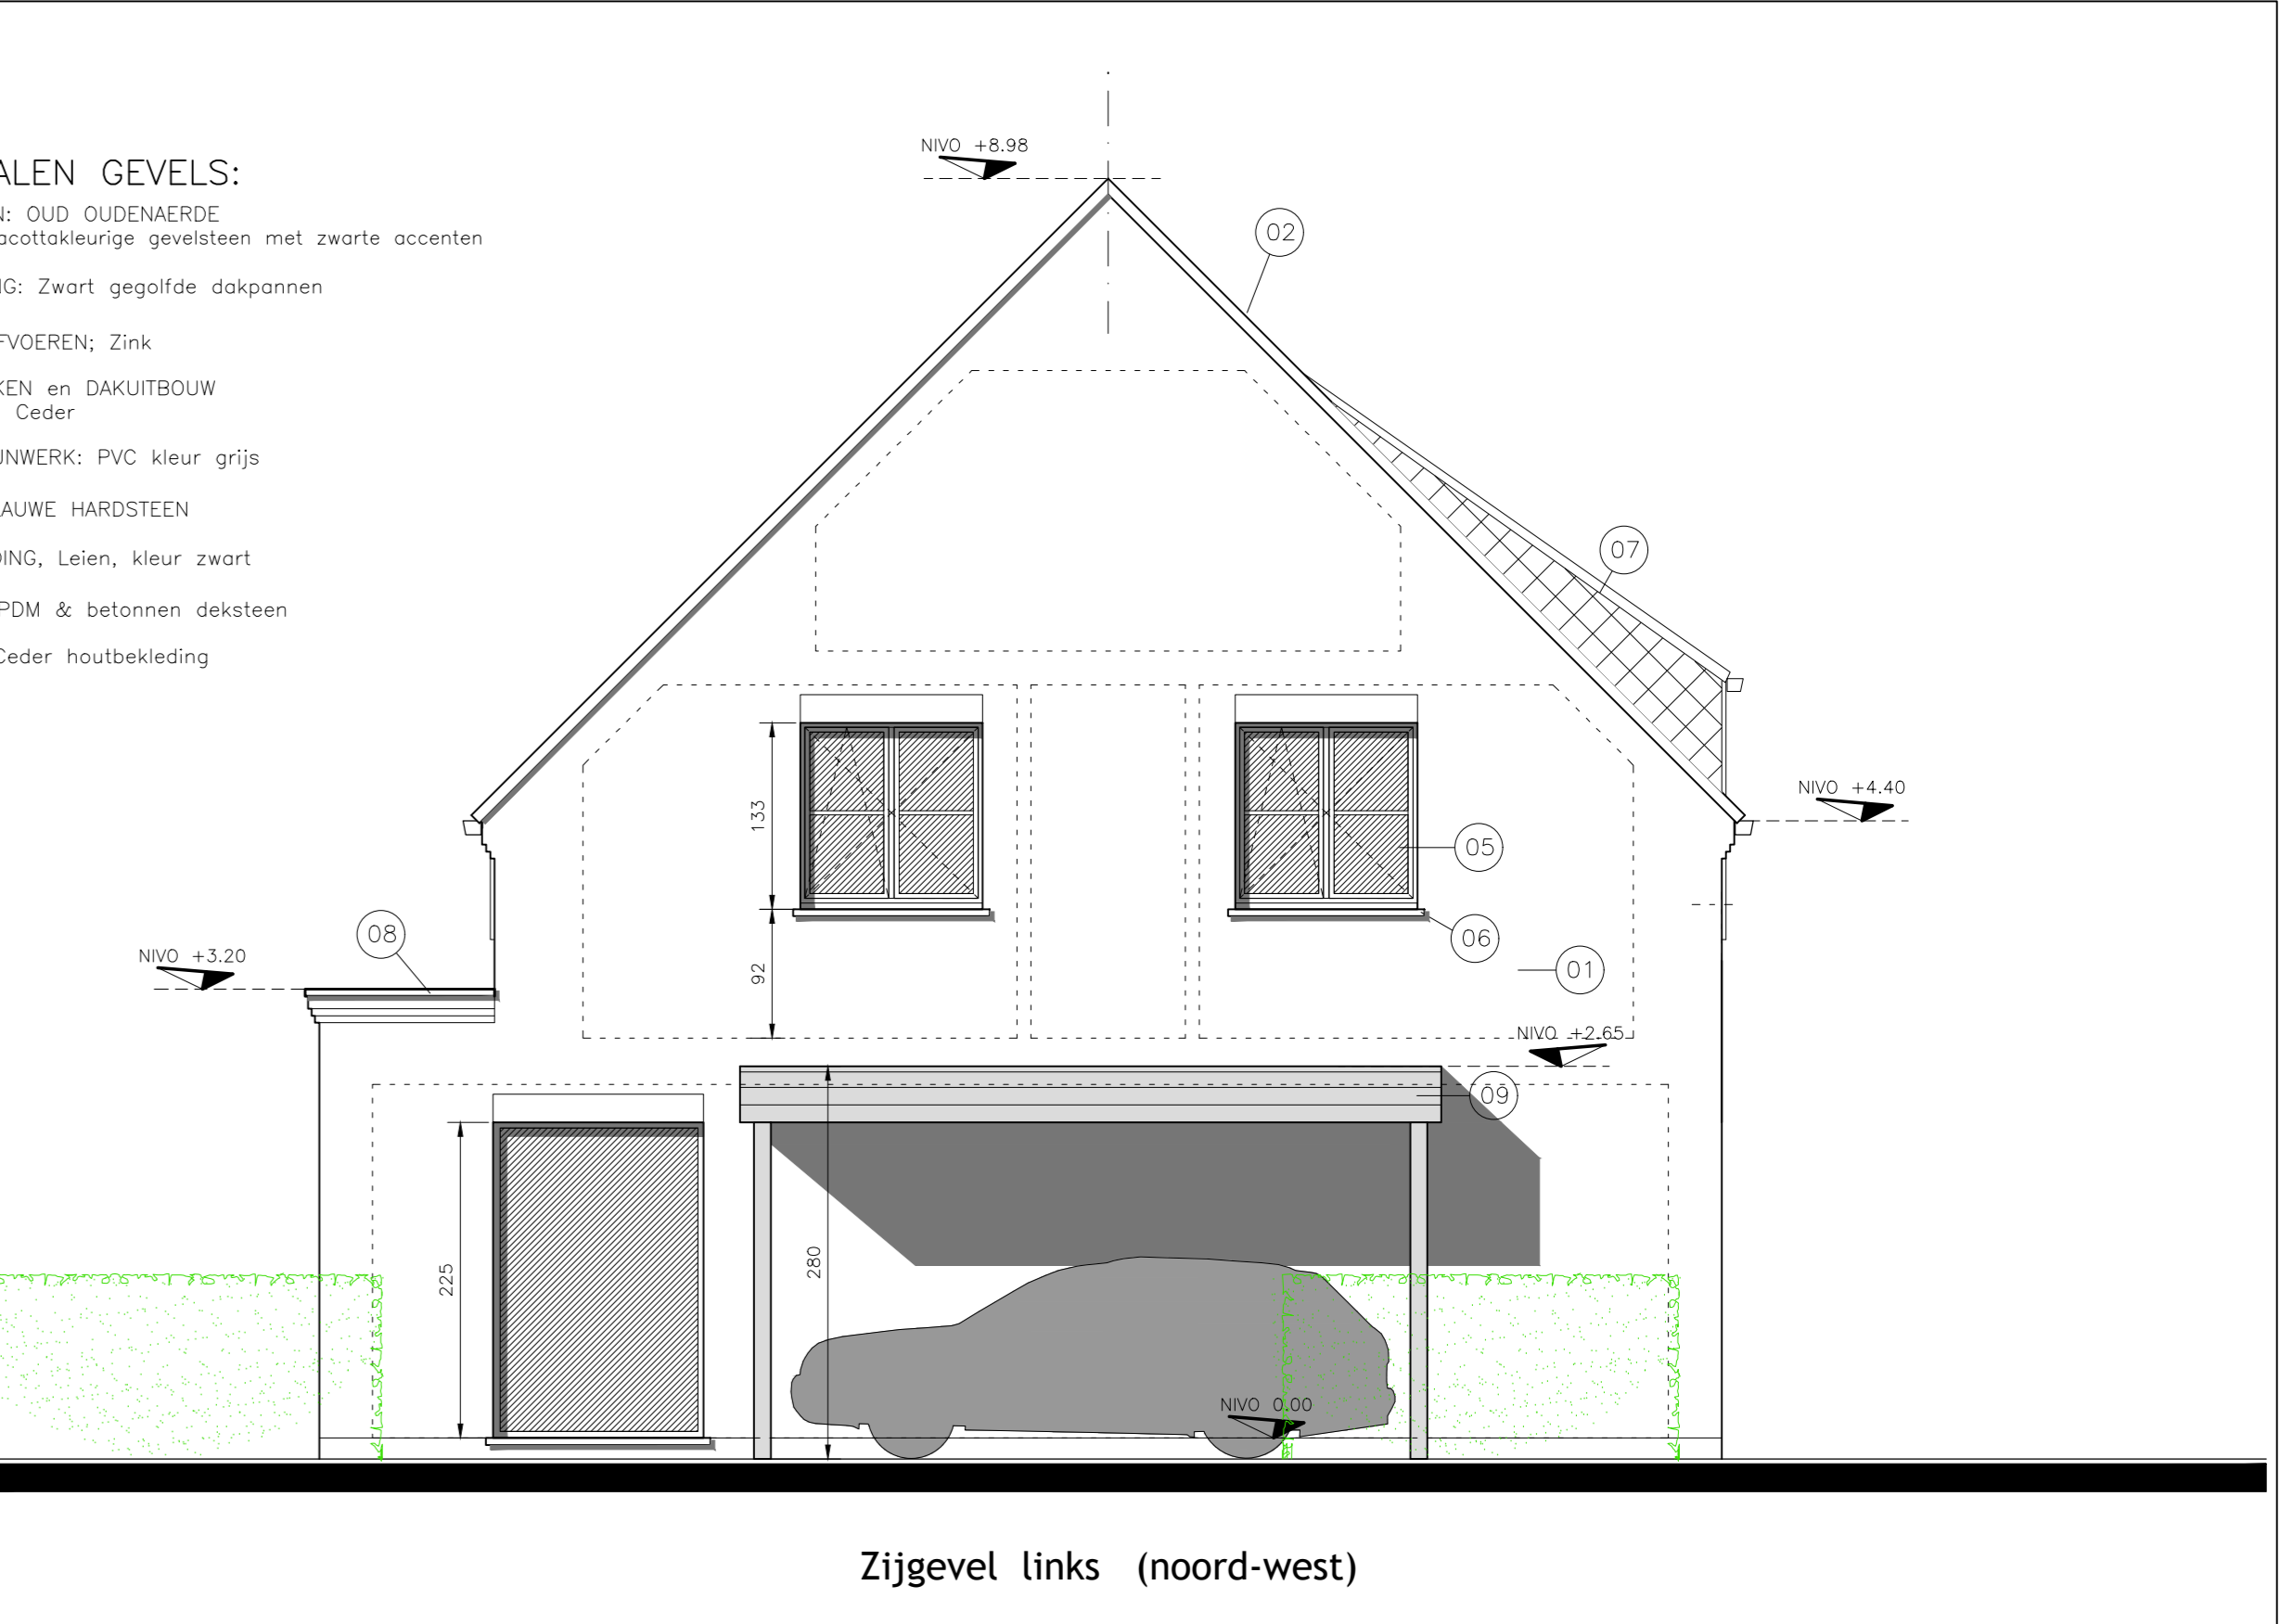 ALEN GEVELS:
N: OUD OUDENAERDE
acottakleurige gevelsteen met zwarte accenten
NG: Zwart gegolfde dakpannen
FVOEREN; Zink
KEN en DAKUITBOUW
Ceder
JNWERK: PVC kleur grijs
AUWE HARDSTEEN
DING, Leien, kleur zwart
PDM & betonnen deksteen
Ceder houtbekleding
NIVO +8.98
02
07
NIVO +4.40
133
05
08
06
NIVO +3.20
92
01
NIVO +2.65
09
225
280
NIVO 0.00
Zijgevel links (noord-west)